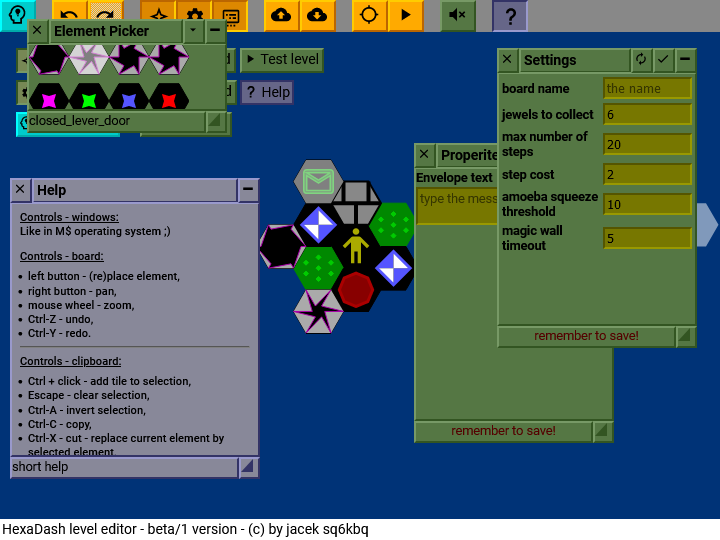 Element Picker
closed_lever_door
Test level
? Help
?
Help
Controls - windows:
Like in M$ operating system ;)
Controls - board:
left button - (re)place element,
right button - pan,
mouse wheel - zoom,
Ctrl-Z - undo,
Ctrl-Y - redo.
Controls - clipboard:
Ctrl + click - add tile to selection,
Escape - clear selection,
Ctrl-A - invert selection,
Ctrl-C - copy,
Ctrl-X - cut - replace current element by
selected element
short help
Envelope text
type the mess
remember to save!
Settings
board name the name
jewels to collect 6
max number of
steps 20
step cost 2
amoeba squeeze
threshold 10
magic wall
timeout 5
remember to save!
HexaDash level editor - beta/1 version - (c) by jacek sq6kbq